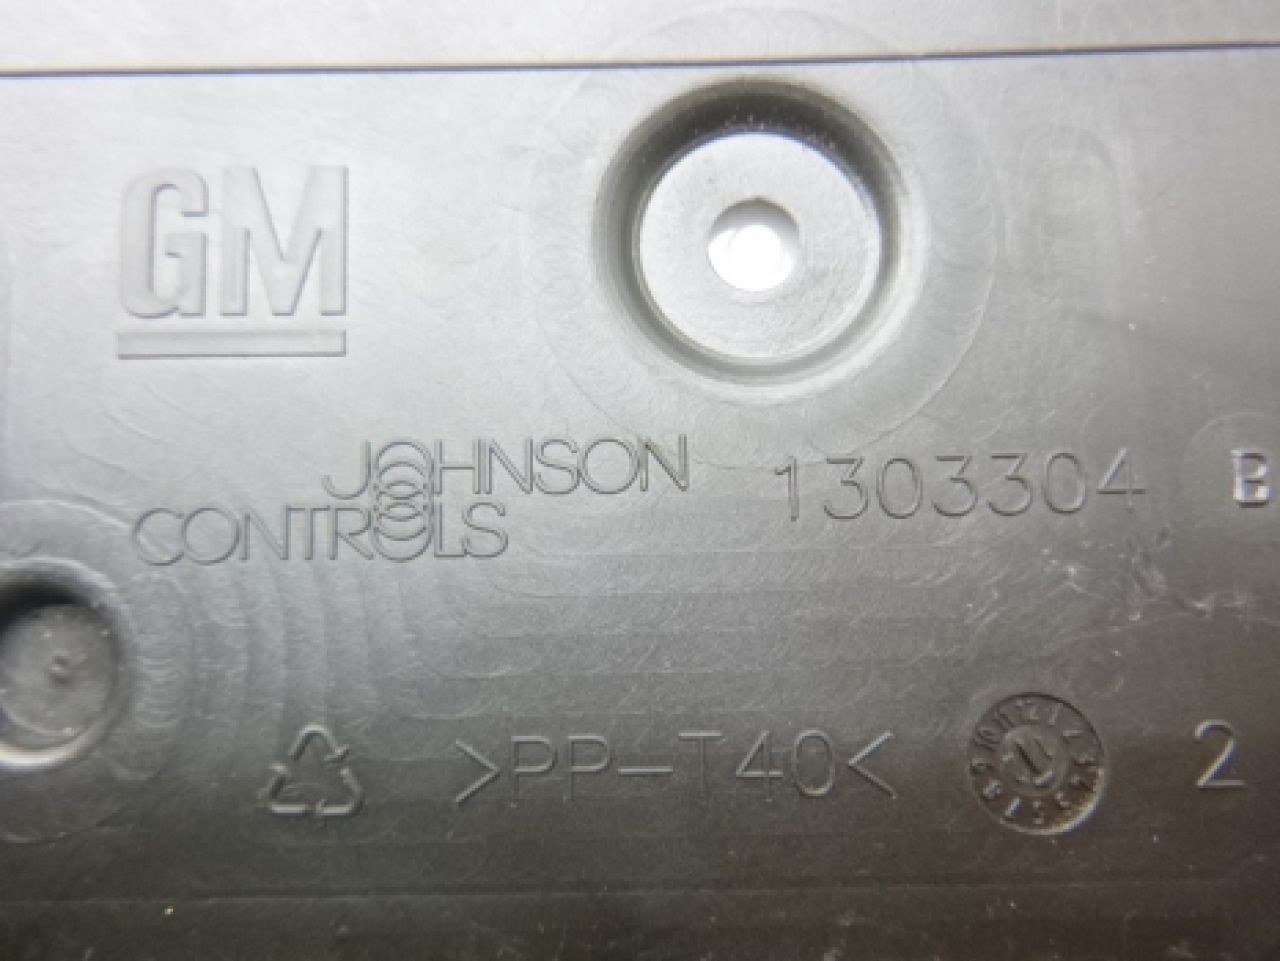 GM
JOHNSON
CONTROLS
1303304 B
>PP-T40< 2